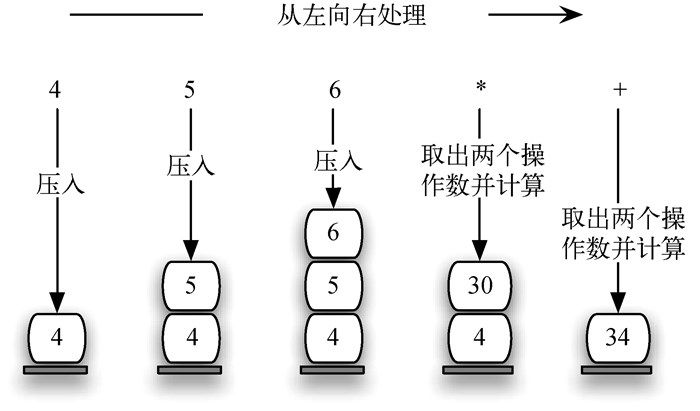 从左向右处理
4 5 6 * +
压入 压入 压入 取出两个操
作数并计算
取出两个操
作数并计算
6
5 5 30
4 4 4 4 34